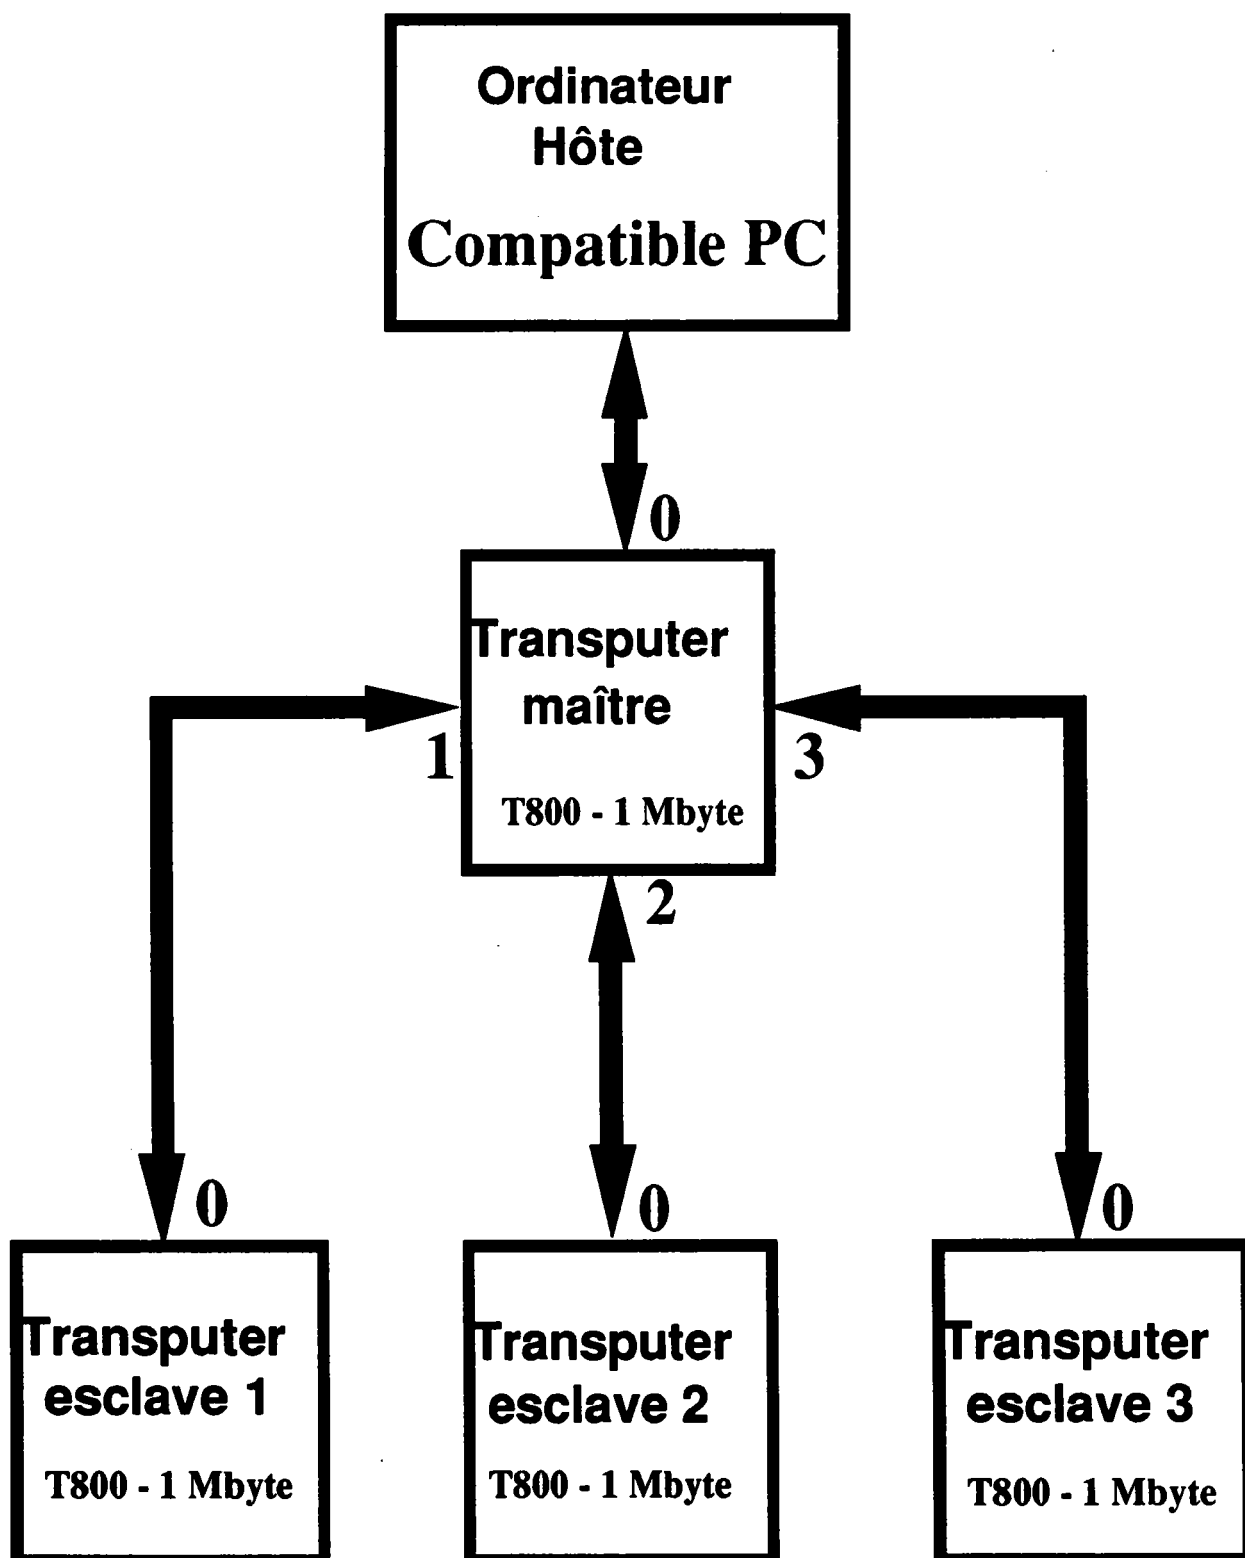 Ordinateur
Hôte
Compatible PC
0
Transputer
maître
1
3
T800 - 1 Mbyte
2
0
0
0
Transputer
esclave 1
T800 - 1 Mbyte
Transputer
esclave 2
T800 - 1 Mbyte
Transputer
esclave 3
T800 - 1 Mbyte